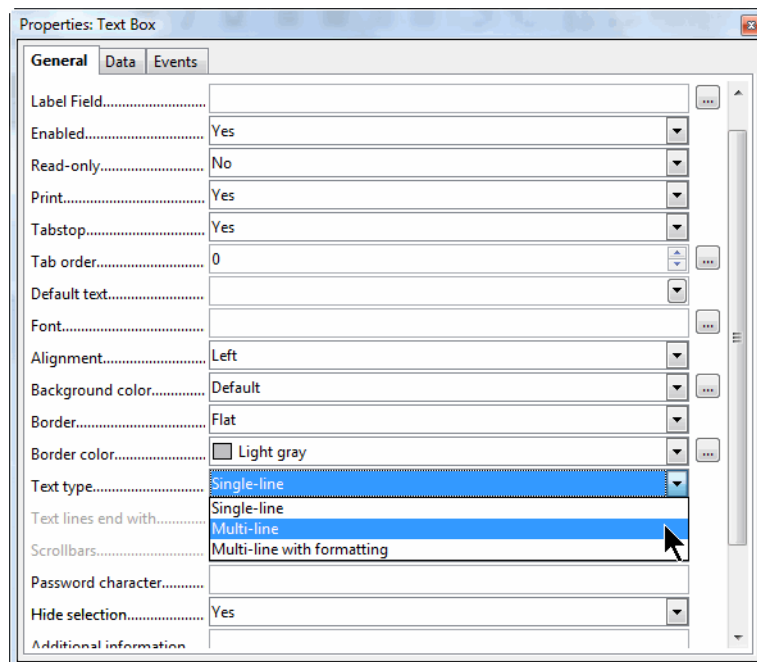 Properties: Text Box
General Data Events
Label Field........................... ...
Enabled............................... Yes
Read-only........................... No
Print..................................... Yes
Tabstop............................... Yes
Tab order............................ 0 ...
Default text.........................
Font..................................... ...
Alignment........................... Left
Background color.............. Default ...
Border.................................. Flat
Border color........................ Light gray ...
Text type............................. Single-line
Single-line
Text lines end with.............
Multi-line
Scrollbars............................
Multi-line with formatting
Password character...........
Hide selection.................... Yes
Additional information